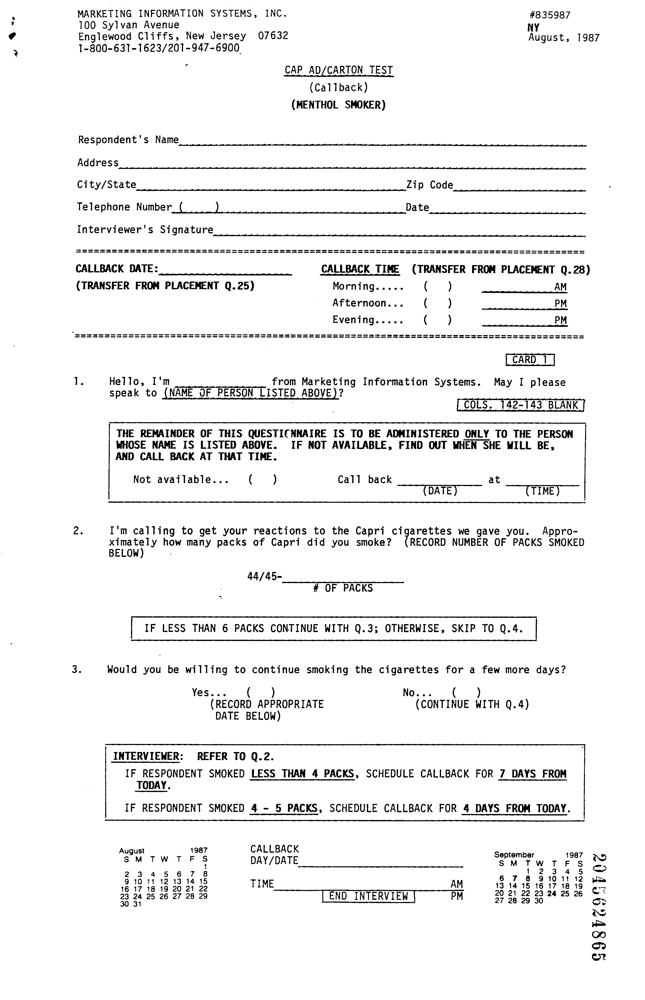 MARKETING INFORMATION SYSTEMS, INC. #835987
100 Sylvan Avenue NY
Englewood Cliffs, New Jersey 07632 August, 1987
1-800-631-1623/201-947-6900
CAP AD/CARTON TEST
(Callback)
(MENTHOL SMOKER)
Respondent's Name
Address
City/State Zip Code
Telephone Number ( ) Date
Interviewer's Signature
CALLBACK DATE: CALLBACK TIME (TRANSFER FROM PLACEMENT Q.28)
(TRANSFER FROM PLACEMENT Q.25) Morning..... ( ) AM
Afternoon... ( ) PM
Evening..... ( ) PM
CARD 1
1. Hello, I'm from Marketing Information Systems. May I please
speak to (NAME OF PERSON LISTED ABOVE)?
COLS. 142-143 BLANK
THE REMAINDER OF THIS QUESTIONNAIRE IS TO BE ADMINISTERED ONLY TO THE PERSON
WHOSE NAME IS LISTED ABOVE. IF NOT AVAILABLE, FIND OUT WHEN SHE WILL BE,
AND CALL BACK AT THAT TIME.
Not available... ( ) Call back at
(DATE) (TIME)
2. I'm calling to get your reactions to the Capri cigarettes we gave you. Appro-
ximately how many packs of Capri did you smoke? (RECORD NUMBER OF PACKS SMOKED
BELOW)
44/45-
# OF PACKS
IF LESS THAN 6 PACKS CONTINUE WITH Q.3; OTHERWISE, SKIP TO Q.4.
3. Would you be willing to continue smoking the cigarettes for a few more days?
Yes... ( ) No... ( )
(RECORD APPROPRIATE (CONTINUE WITH Q.4)
DATE BELOW)
INTERVIEWER: REFER TO Q.2.
IF RESPONDENT SMOKED LESS THAN 4 PACKS, SCHEDULE CALLBACK FOR 7 DAYS FROM
TODAY.
IF RESPONDENT SMOKED 4 - 5 PACKS, SCHEDULE CALLBACK FOR 4 DAYS FROM TODAY.
August 1987
S M T W T F S
1
2 3 4 5 6 7 8
9 10 11 12 13 14 15
16 17 18 19 20 21 22
23 24 25 26 27 28 29
30 31
CALLBACK
DAY/DATE
TIME AM
END INTERVIEW PM
September 1987
S M T W T F S
1 2 3 4 5
6 7 8 9 10 11 12
13 14 15 16 17 18 19
20 21 22 23 24 25 26
27 28 29 30
2045624865